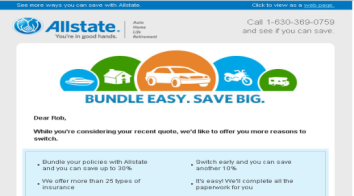 See more ways you can save with Allstate.
Click to view as a web page.
Allstate.
You're in good hands.
Auto
Home
Life
Retirement
Call 1-630-369-0759
and see if you can save.
BUNDLE EASY. SAVE BIG.
Dear Rob,
While you're considering your recent quote, we'd like to offer you more reasons to
switch.
• Bundle your policies with Allstate
and you can save up to 30%
• We offer more than 25 types of
insurance
• Switch early and you can save
another 10%
• It's easy! We'll complete all the
paperwork for you